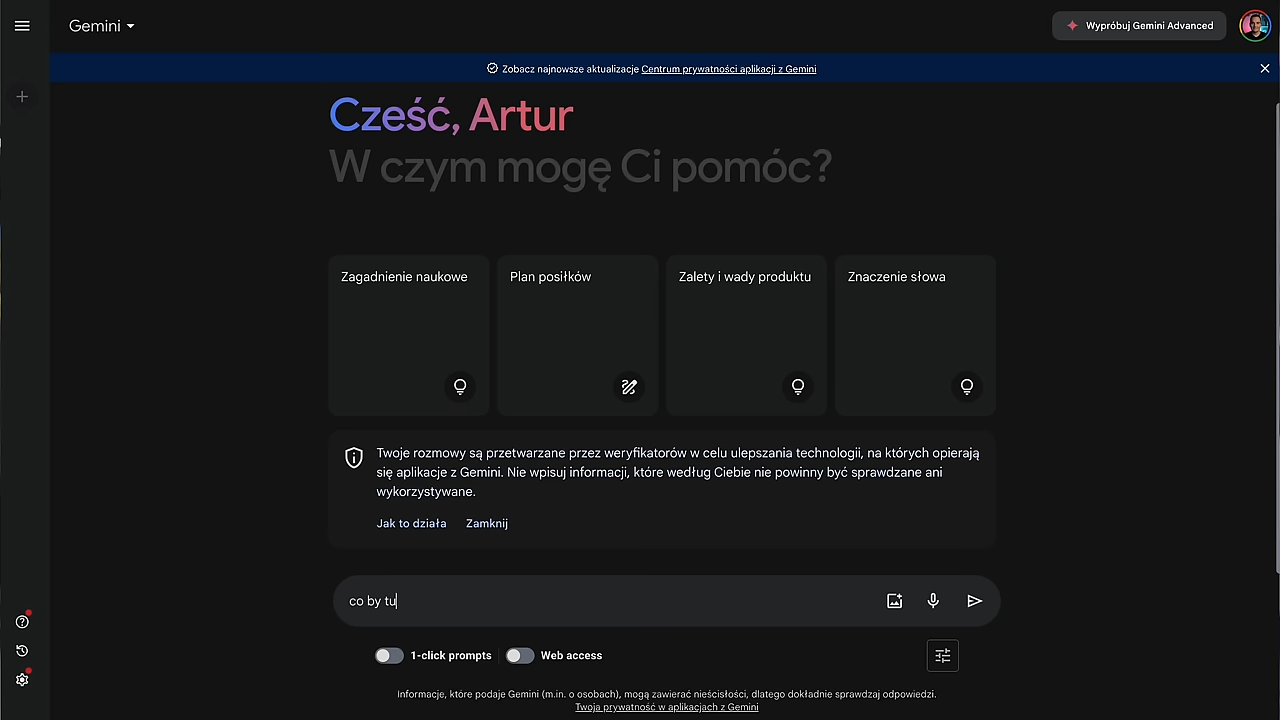 Gemini
Wypróbuj Gemini Advanced
Zobacz najnowsze aktualizacje Centrum prywatności aplikacji z Gemini
Cześć, Artur
W czym mogę Ci pomóc?
Zagadnienie naukowe
Plan posiłków
Zalety i wady produktu
Znaczenie słowa
Twoje rozmowy są przetwarzane przez weryfikatorów w celu ulepszania technologii, na których opierają
się aplikacje z Gemini. Nie wpisuj informacji, które według Ciebie nie powinny być sprawdzane ani
wykorzystywane.
Jak to działa
Zamknij
co by tu
1-click prompts
Web access
Informacje, które podaje Gemini (m.in. o osobach), mogą zawierać nieścisłości, dlatego dokładnie sprawdzaj odpowiedzi.
Twoja prywatność w aplikacjach z Gemini